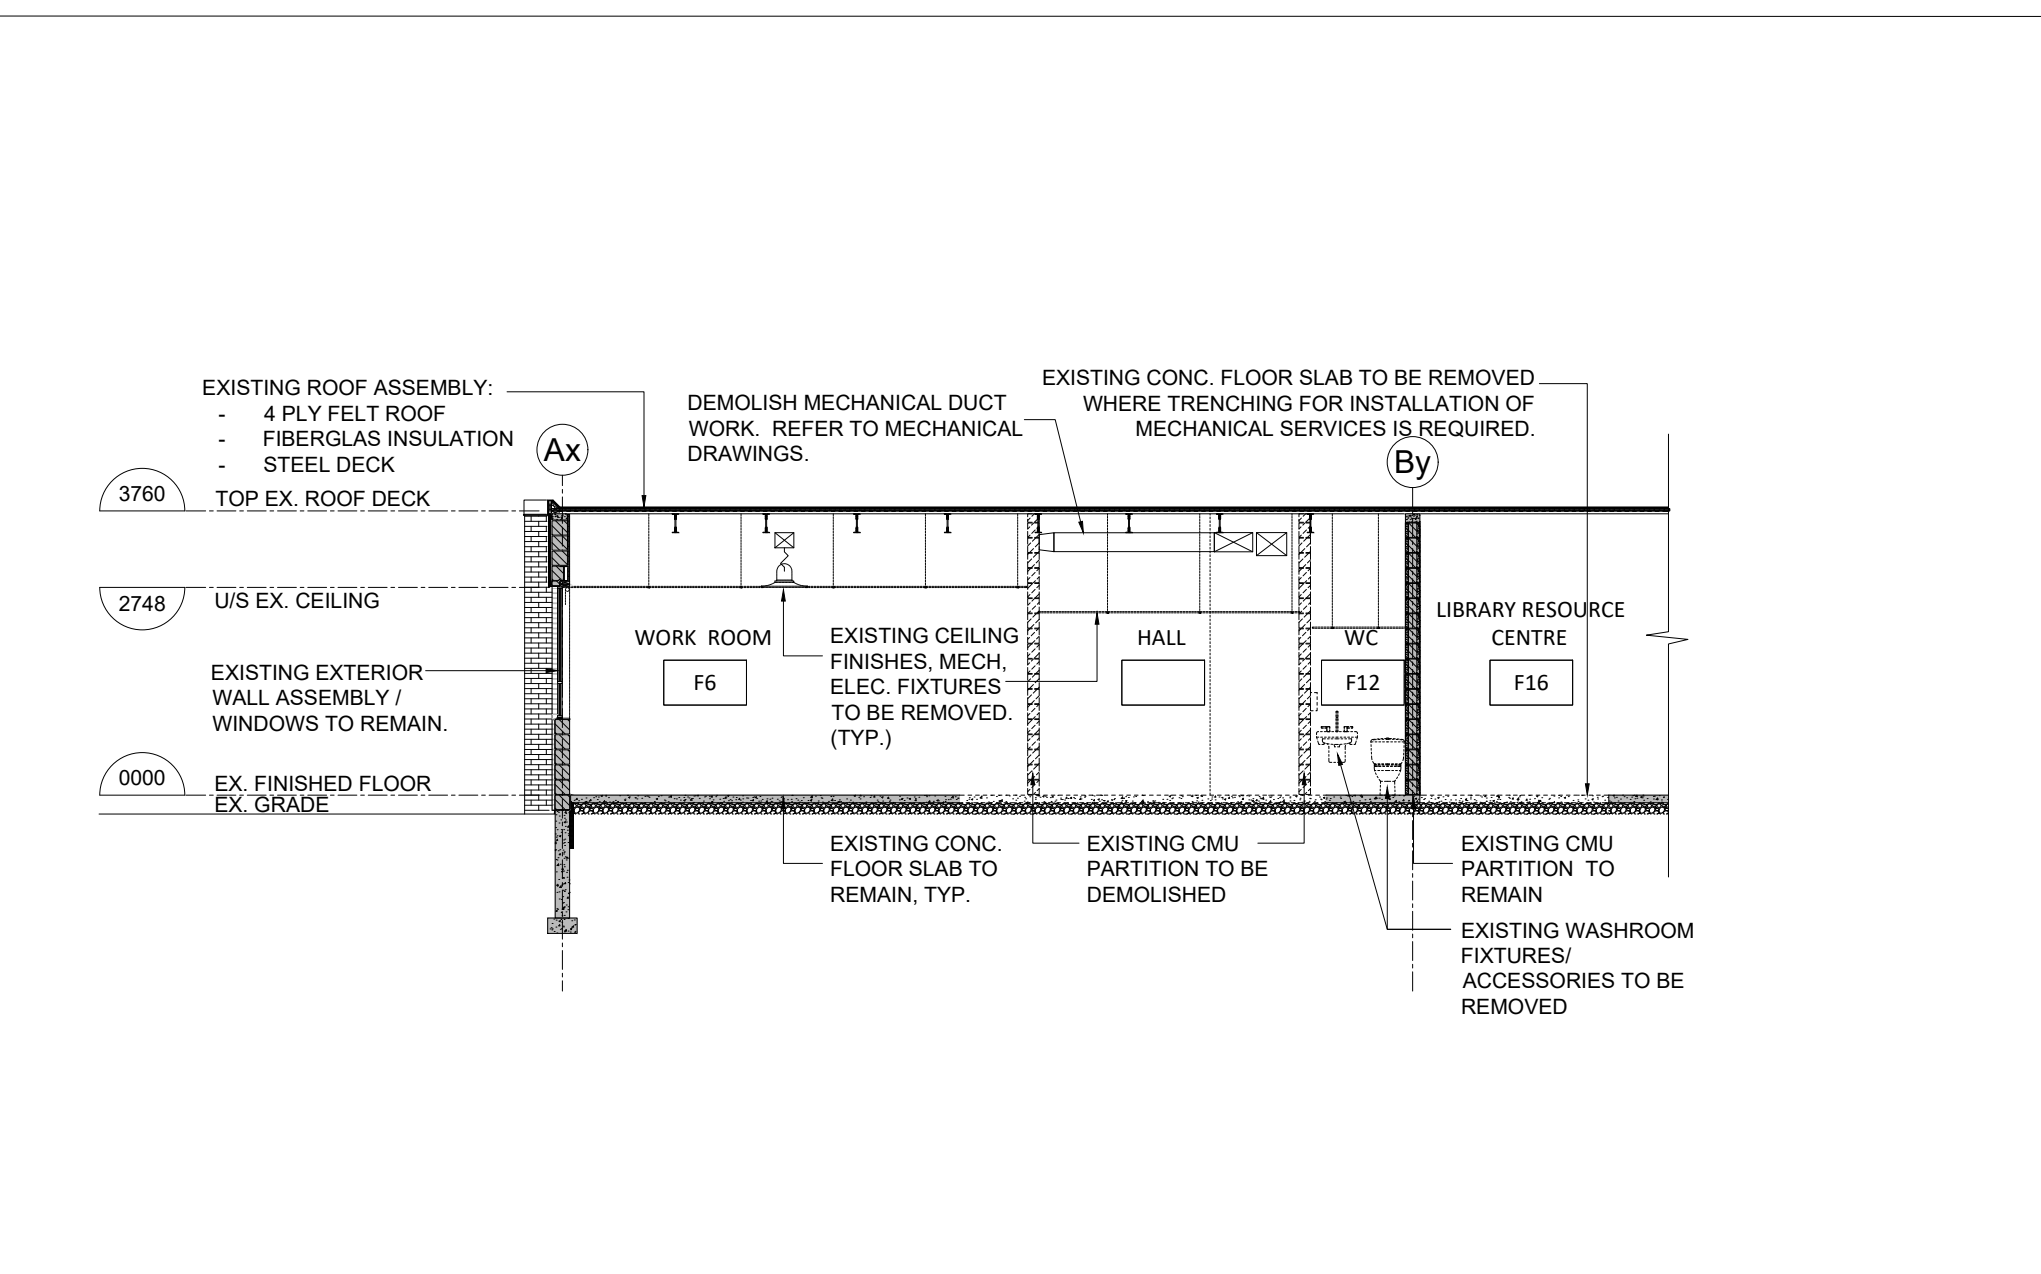 EXISTING ROOF ASSEMBLY:
- 4 PLY FELT ROOF
- FIBERGLAS INSULATION
- STEEL DECK
Ax
DEMOLISH MECHANICAL DUCT
WORK. REFER TO MECHANICAL
DRAWINGS.
EXISTING CONC. FLOOR SLAB TO BE REMOVED
WHERE TRENCHING FOR INSTALLATION OF
MECHANICAL SERVICES IS REQUIRED.
By
3760
TOP EX. ROOF DECK
2748
U/S EX. CEILING
EXISTING EXTERIOR
WALL ASSEMBLY /
WINDOWS TO REMAIN.
0000
EX. FINISHED FLOOR
EX. GRADE
WORK ROOM
F6
EXISTING CEILING
FINISHES, MECH,
ELEC. FIXTURES
TO BE REMOVED.
(TYP.)
HALL
WC
F12
LIBRARY RESOURCE
CENTRE
F16
EXISTING CONC.
FLOOR SLAB TO
REMAIN, TYP.
EXISTING CMU
PARTITION TO BE
DEMOLISHED
EXISTING CMU
PARTITION TO
REMAIN
EXISTING WASHROOM
FIXTURES/
ACCESSORIES TO BE
REMOVED